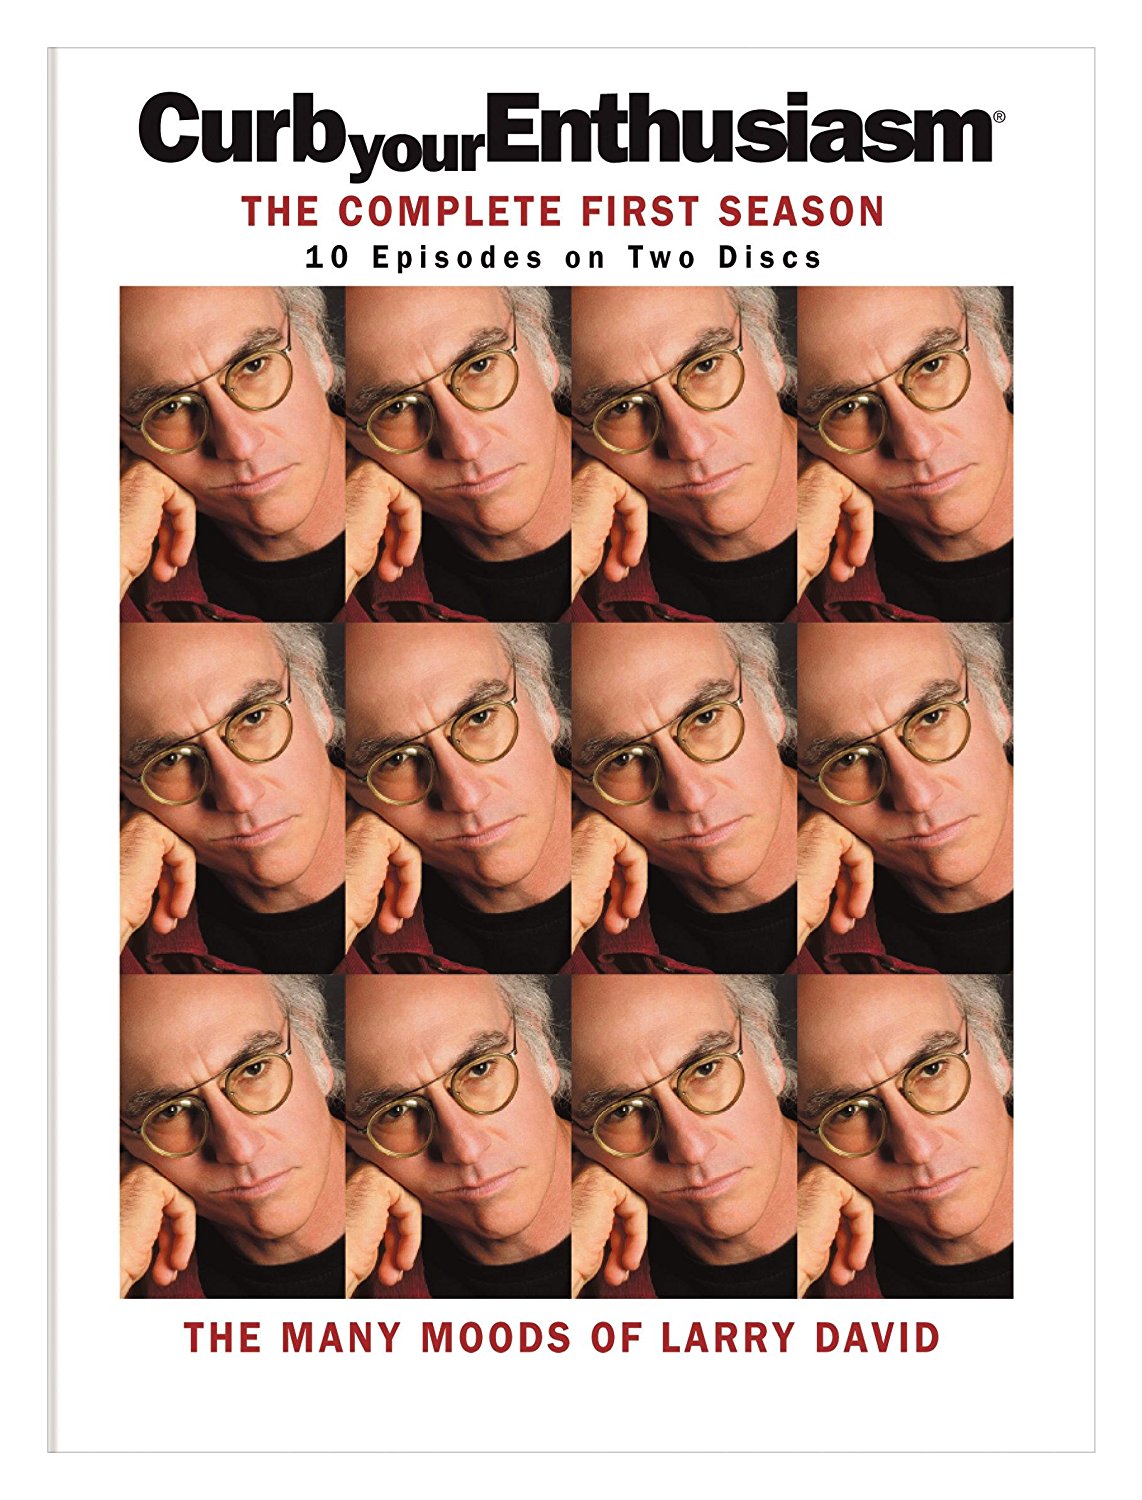 Curb your Enthusiasm®
THE COMPLETE FIRST SEASON
10 Episodes on Two Discs
THE MANY MOODS OF LARRY DAVID